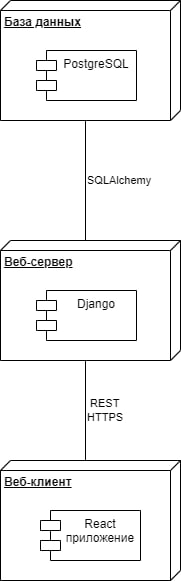 База данных
PostgreSQL
SQLAlchemy
Веб-сервер
Django
REST
HTTPS
Веб-клиент
React
приложение